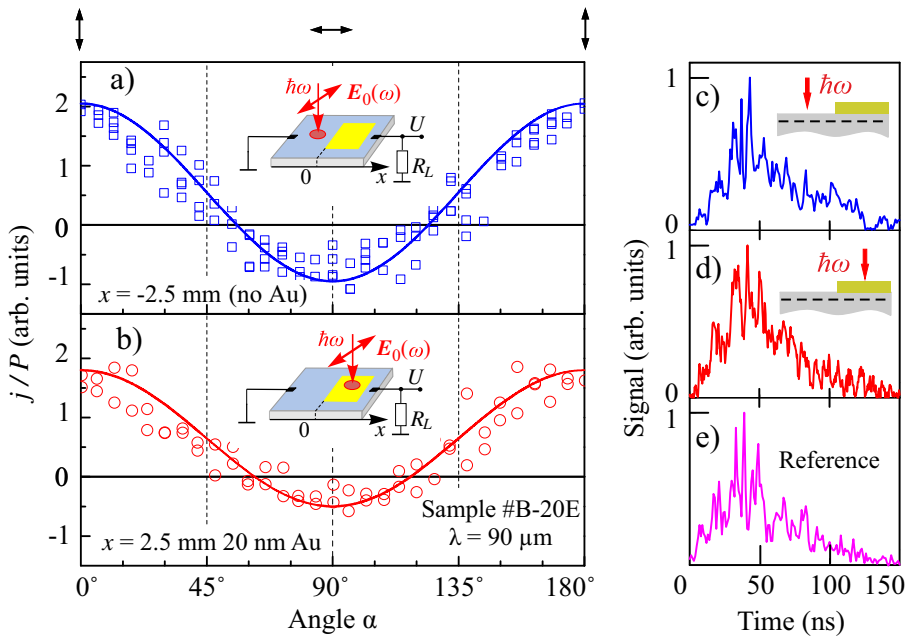 a)
ħω
E₀(ω)
U
R_L
0
x
2
1
0
-1
x = -2.5 mm (no Au)
j / P (arb. units)
b)
ħω
E₀(ω)
U
R_L
0
x
2
1
0
-1
Sample #B-20E
x = 2.5 mm 20 nm Au
λ = 90 µm
0° 45° 90° 135° 180°
Angle α
c)
1
ħω
0
d)
1
ħω
0
Signal (arb. units)
e)
1
Reference
0 50 100 150
Time (ns)